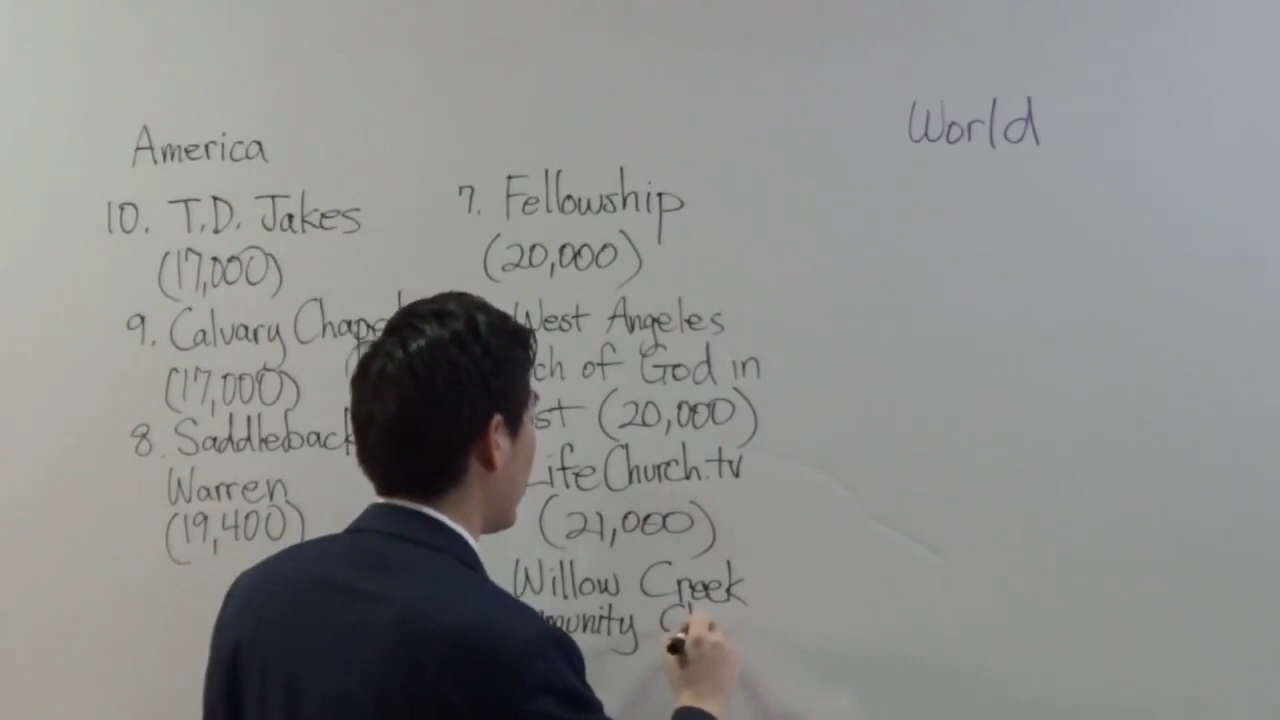 America
10. T.D. Jakes
(17,000)
9. Calvary
(17,000)
8. Saddleback
Warren
(19,400)
7. Fellowship
(20,000)
West Angeles
of God in
(20,000)
LifeChurch.tv
(21,000)
Willow Creek
World